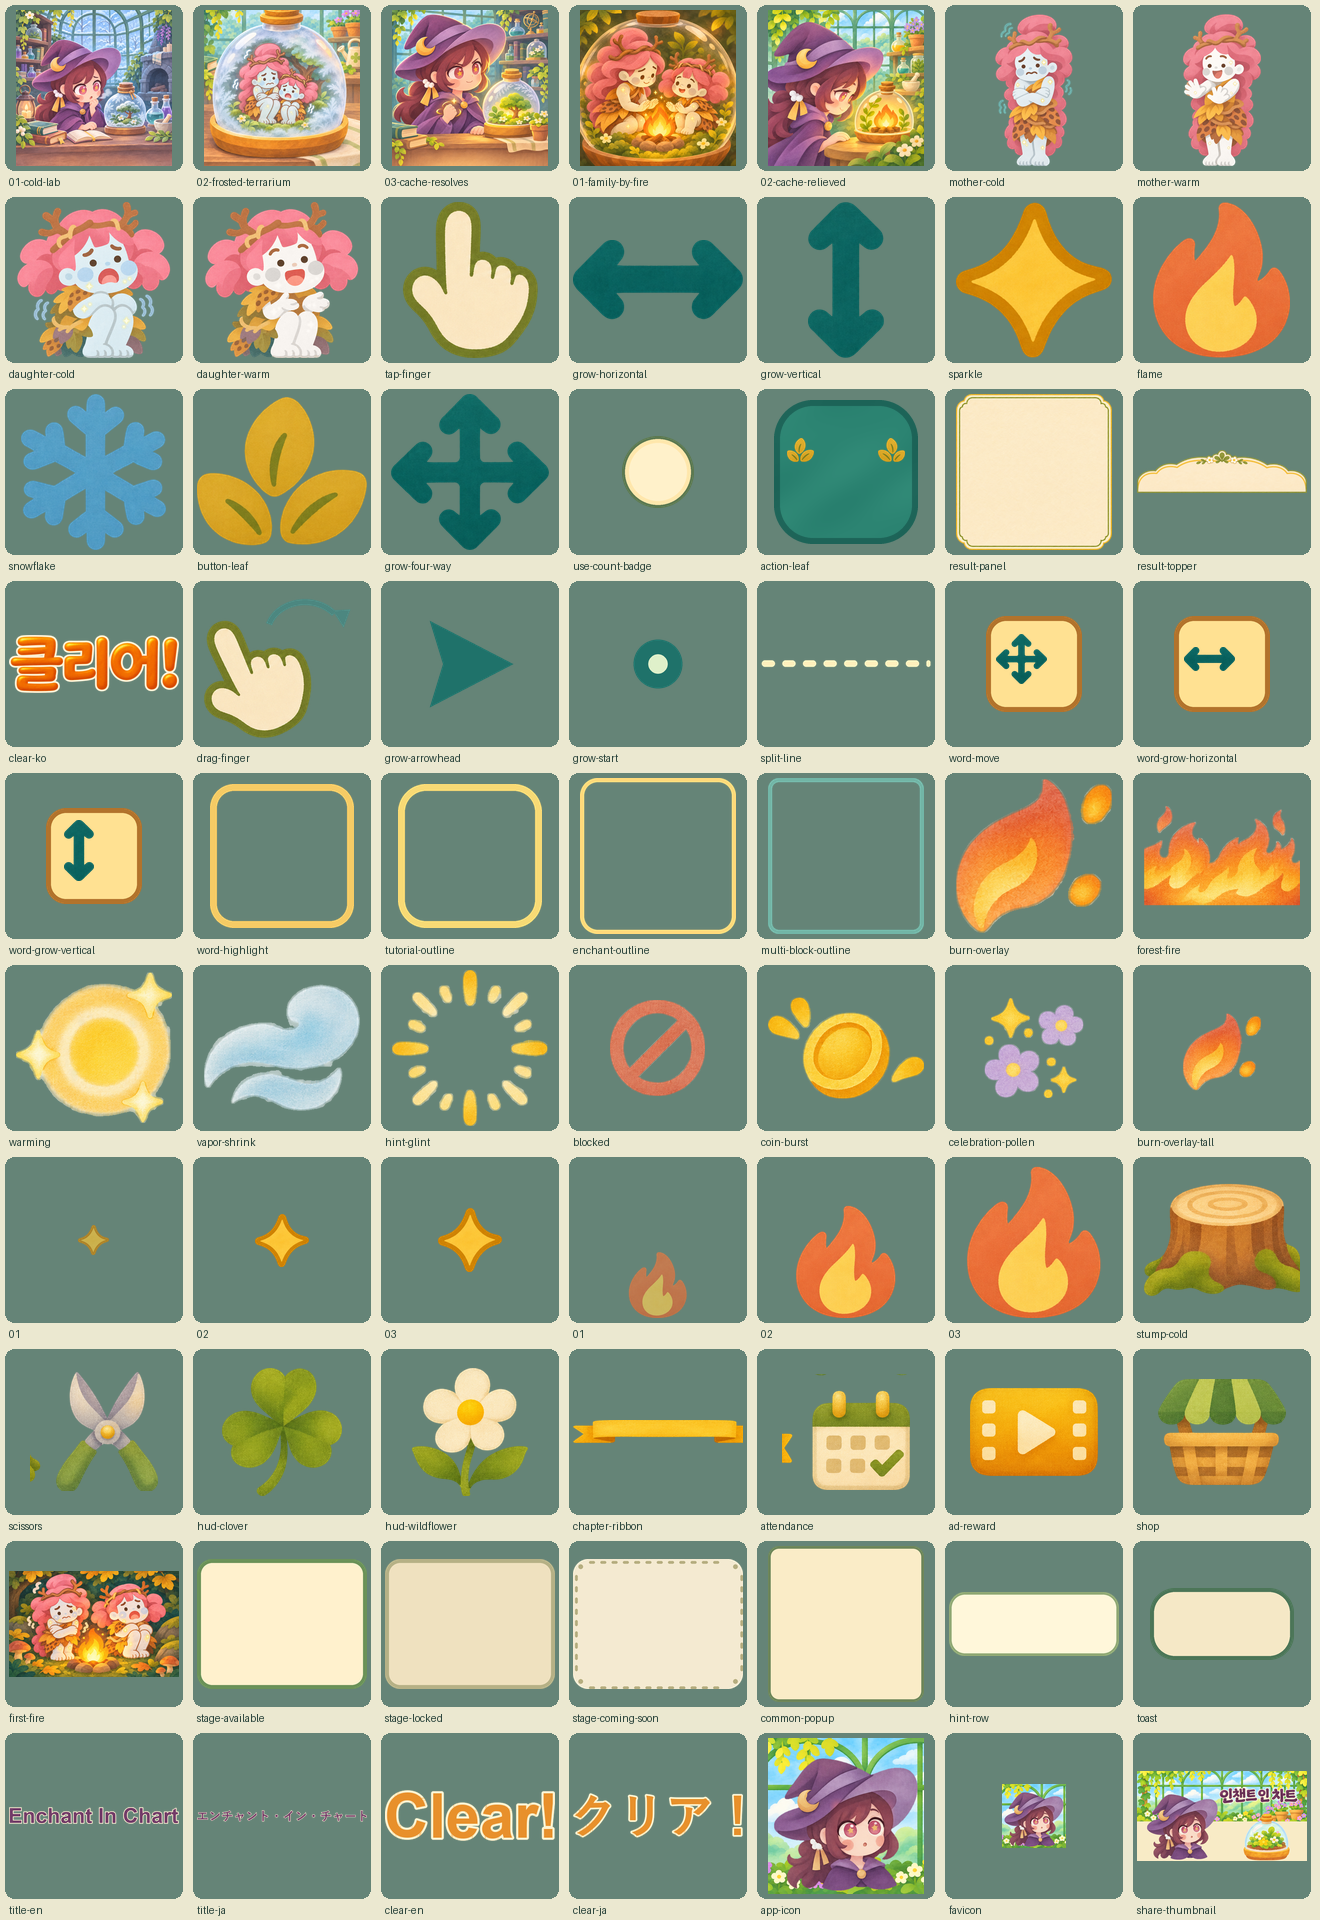 01-cold-lab
02-frosted-terrarium
03-cache-resolves
01-family-by-fire
02-cache-relieved
mother-cold
mother-warm
daughter-cold
daughter-warm
tap-finger
grow-horizontal
grow-vertical
sparkle
flame
snowflake
button-leaf
grow-four-way
use-count-badge
action-leaf
result-panel
result-topper
클리어!
clear-ko
drag-finger
grow-arrowhead
grow-start
split-line
word-move
word-grow-horizontal
word-grow-vertical
word-highlight
tutorial-outline
enchant-outline
multi-block-outline
burn-overlay
forest-fire
warming
vapor-shrink
hint-glint
blocked
coin-burst
celebration-pollen
burn-overlay-tall
01
02
03
01
02
03
stump-cold
scissors
hud-clover
hud-wildflower
chapter-ribbon
attendance
ad-reward
shop
first-fire
stage-available
stage-locked
stage-coming-soon
common-popup
hint-row
toast
Enchant In Chart
エンチャント・イン・チャート
Clear!
クリア！
인챈트 인 차트
title-en
title-ja
clear-en
clear-ja
app-icon
favicon
share-thumbnail